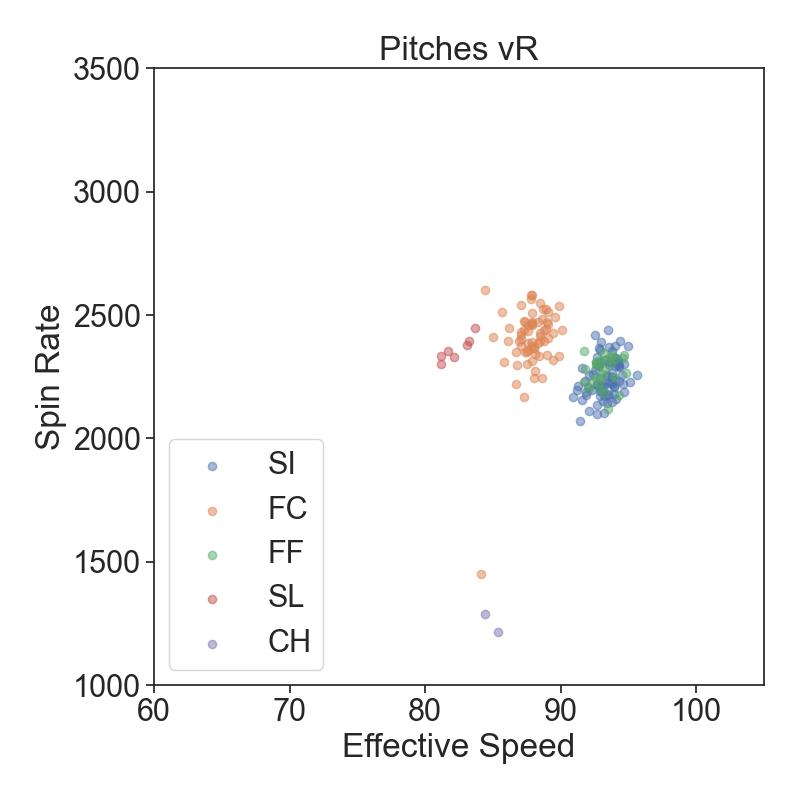 Pitches vR
3500
3000
2500
2000
1500
1000
Spin Rate
SI
FC
FF
SL
CH
60 70 80 90 100
Effective Speed